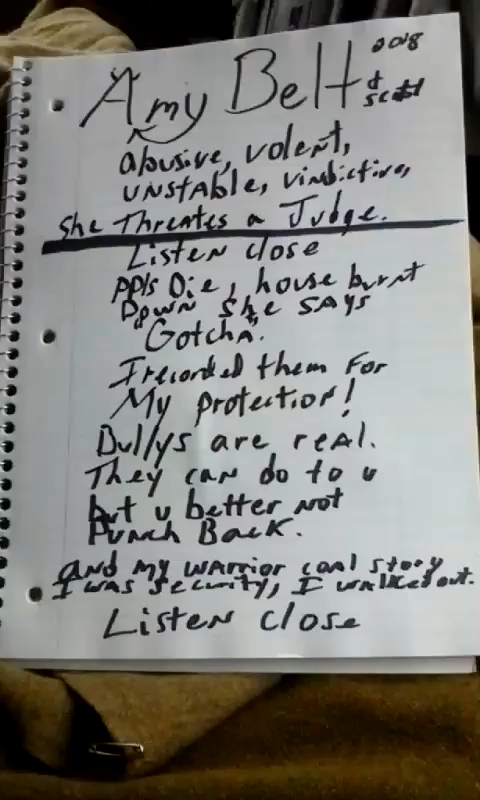 2018
Amy Belt
&
scott
abusive, volent,
UNSTABLE, vindictive,
She Threates a Judge.
Listen close
ppls Die, house burnt
Down she says
"Gotcha".
I recorded them For
My protection!
Bullys are real.
They can do to u
but u better not
Punch Back.
and my warrior coal story
I was security, I walked out.
Listen close